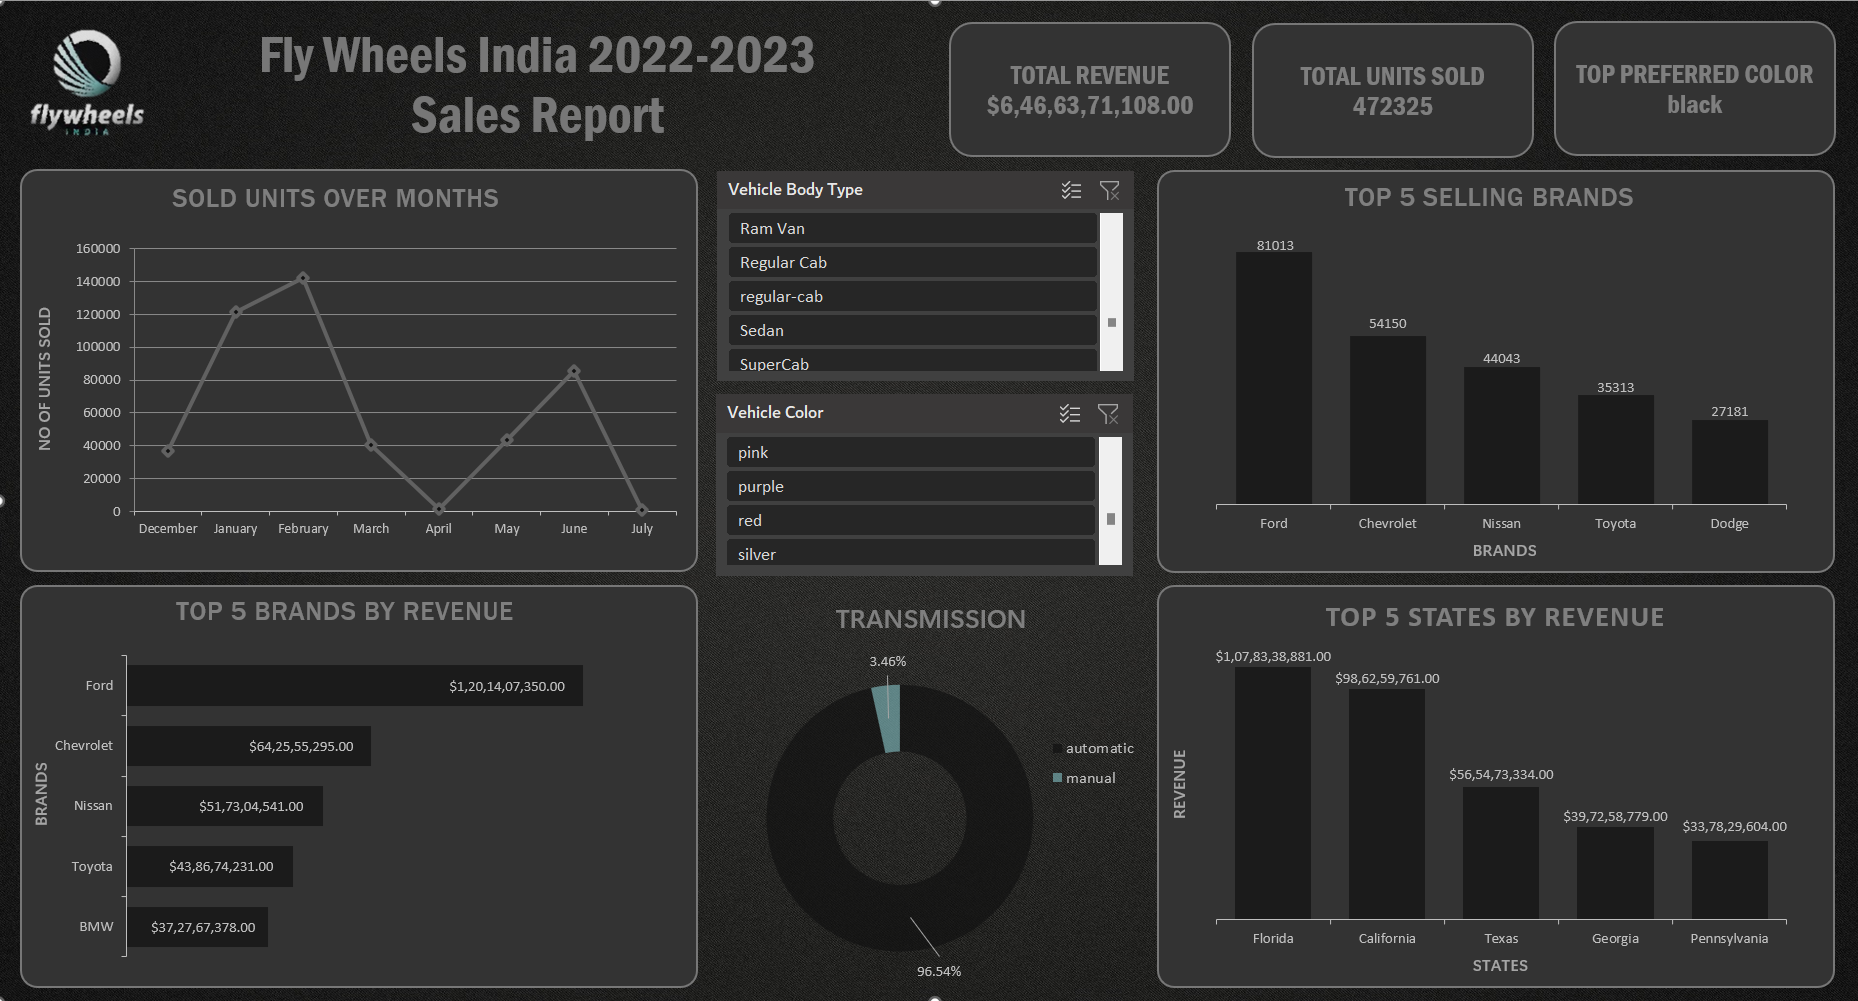 flywheels
INDIA
Fly Wheels India 2022-2023
Sales Report
TOTAL REVENUE
$6,46,63,71,108.00
TOTAL UNITS SOLD
472325
TOP PREFERRED COLOR
black
SOLD UNITS OVER MONTHS
NO OF UNITS SOLD
160000
140000
120000
100000
80000
60000
40000
20000
0
December January February March April May June July
Vehicle Body Type
Ram Van
Regular Cab
regular-cab
Sedan
SuperCab
Vehicle Color
pink
purple
red
silver
TOP 5 SELLING BRANDS
81013
54150
44043
35313
27181
Ford Chevrolet Nissan Toyota Dodge
BRANDS
TOP 5 BRANDS BY REVENUE
BRANDS
Ford $1,20,14,07,350.00
Chevrolet $64,25,55,295.00
Nissan $51,73,04,541.00
Toyota $43,86,74,231.00
BMW $37,27,67,378.00
TRANSMISSION
3.46%
automatic
manual
96.54%
TOP 5 STATES BY REVENUE
REVENUE
$1,07,83,38,881.00
$98,62,59,761.00
$56,54,73,334.00
$39,72,58,779.00
$33,78,29,604.00
Florida California Texas Georgia Pennsylvania
STATES